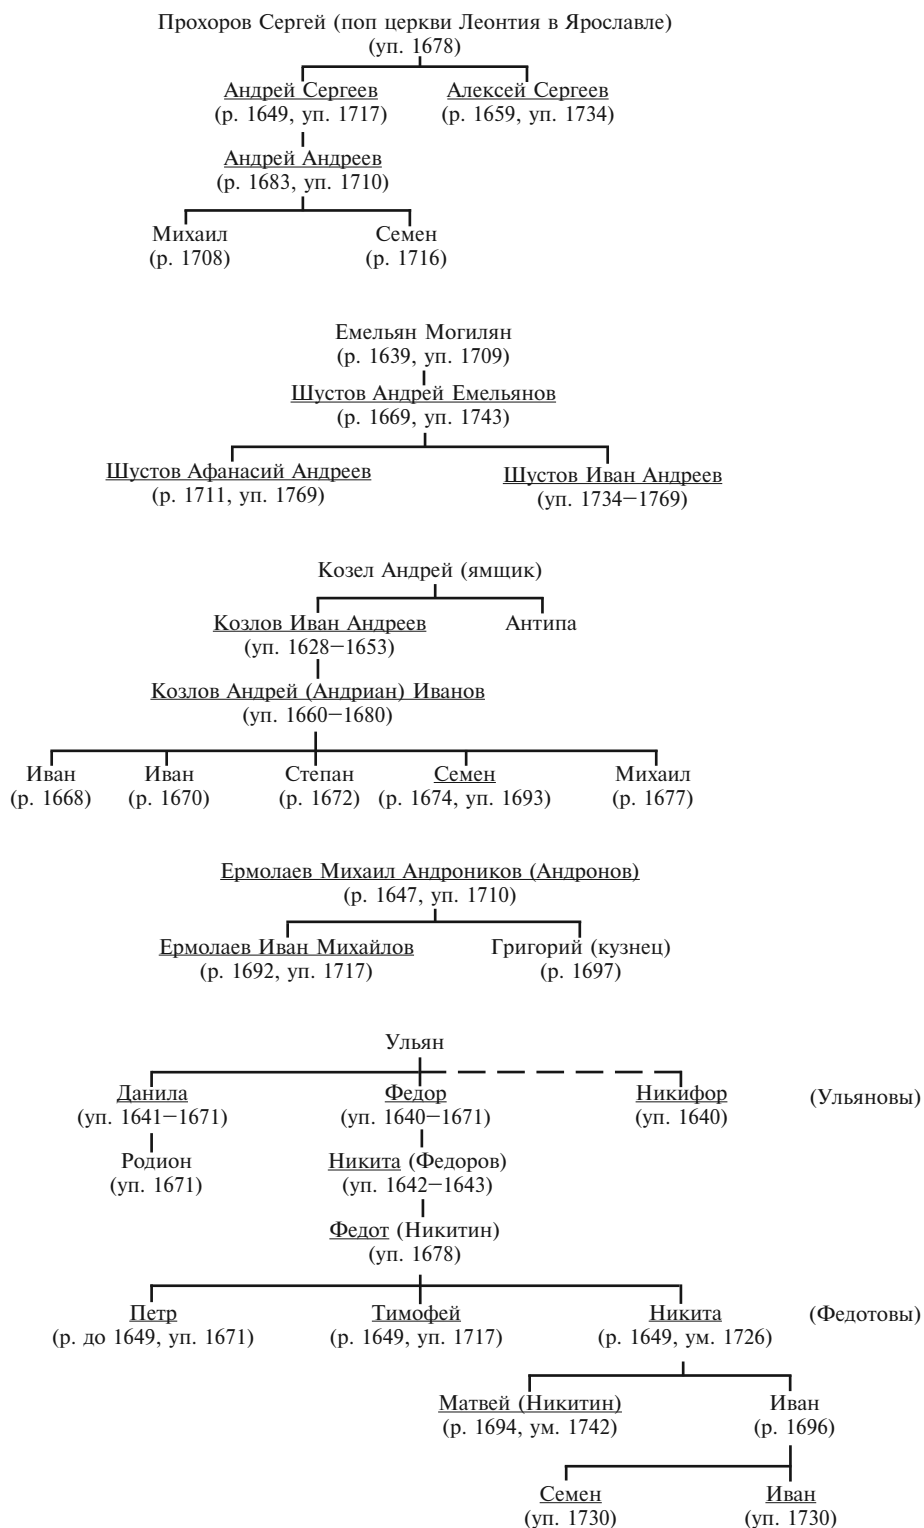 Прохоров Сергей (поп церкви Леонтия в Ярославле)
(уп. 1678)
Андрей Сергеев Алексей Сергеев
(р. 1649, уп. 1717) (р. 1659, уп. 1734)
Андрей Андреев
(р. 1683, уп. 1710)
Михаил Семен
(р. 1708) (р. 1716)
Емельян Могилян
(р. 1639, уп. 1709)
Шустов Андрей Емельянов
(р. 1669, уп. 1743)
Шустов Афанасий Андреев Шустов Иван Андреев
(р. 1711, уп. 1769) (уп. 1734–1769)
Козел Андрей (ямщик)
Козлов Иван Андреев Антипа
(уп. 1628–1653)
Козлов Андрей (Андриан) Иванов
(уп. 1660–1680)
Иван Иван Степан Семен Михаил
(р. 1668) (р. 1670) (р. 1672) (р. 1674, уп. 1693) (р. 1677)
Ермолаев Михаил Андроников (Андронов)
(р. 1647, уп. 1710)
Ермолаев Иван Михайлов Григорий (кузнец)
(р. 1692, уп. 1717) (р. 1697)
Ульян
Данила Федор Никифор (Ульяновы)
(уп. 1641–1671) (уп. 1640–1671) (уп. 1640)
Родион Никита (Федоров)
(уп. 1671) (уп. 1642–1643)
Федот (Никитин)
(уп. 1678)
Петр Тимофей Никита (Федотовы)
(р. до 1649, уп. 1671) (р. 1649, уп. 1717) (р. 1649, ум. 1726)
Матвей (Никитин) Иван
(р. 1694, ум. 1742) (р. 1696)
Семен Иван
(уп. 1730) (уп. 1730)